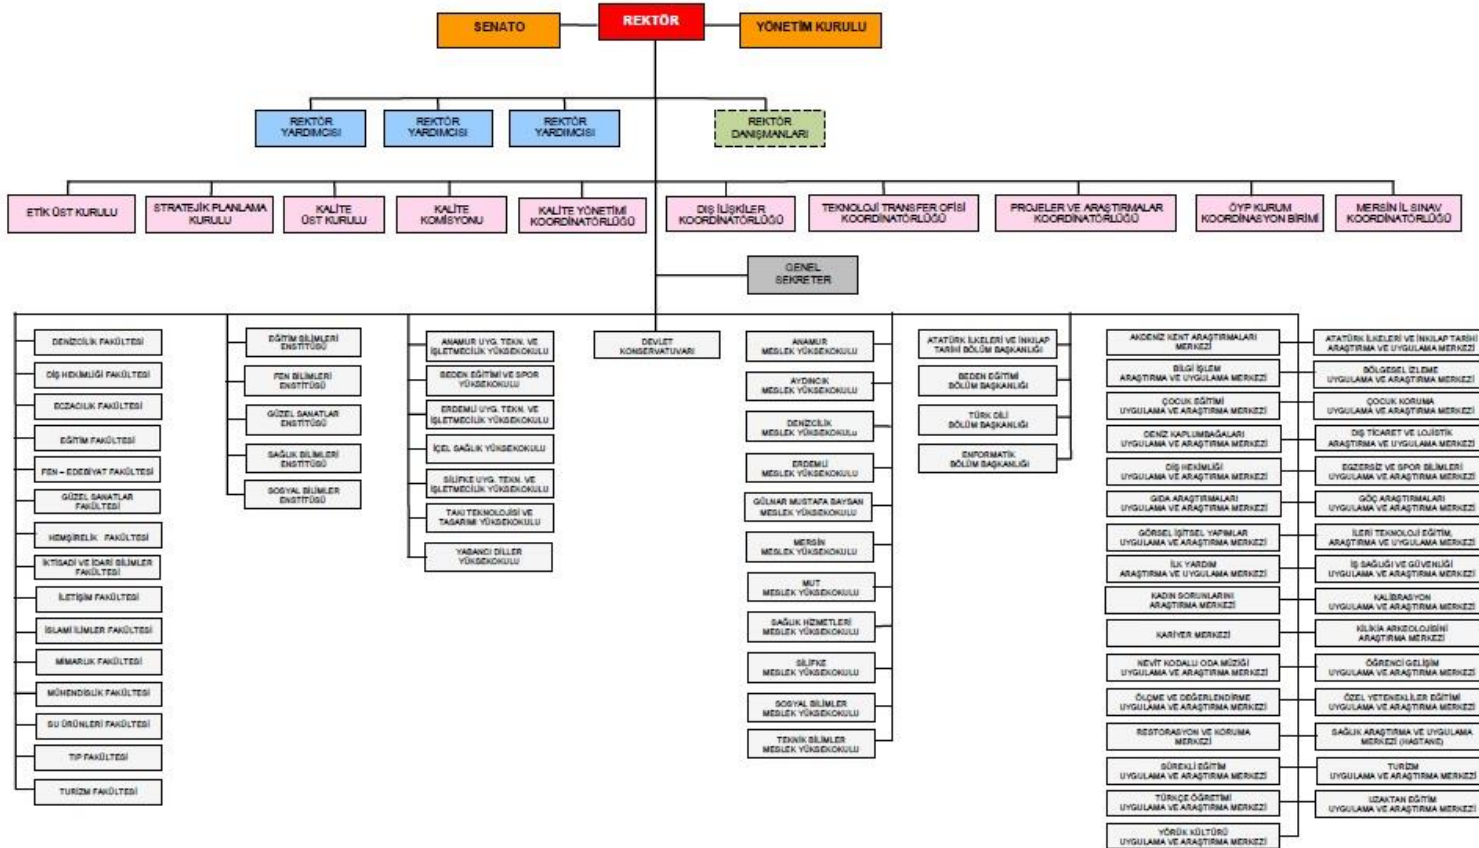 SENATO
REKTÖR
YÖNETİM KURULU
REKTÖR
YARDIMCISI
REKTÖR
YARDIMCISI
REKTÖR
YARDIMCISI
REKTÖR
DANIŞMANLARI
ETİK ÜST KURULU
STRATEJİK PLANLAMA
KURULU
KALİTE
ÜST KURULU
KALİTE
KOMİSYONU
KALİTE YÖNETİMİ
KOORDİNATÖRLÜĞÜ
DIŞ İLİŞKİLER
KOORDİNATÖRLÜĞÜ
TEKNOLOJİ TRANSFER OFİSİ
KOORDİNATÖRLÜĞÜ
PROJELER VE ARAŞTIRMALAR
KOORDİNATÖRLÜĞÜ
ÖYP KURUM
KOORDİNASYON BİRİMİ
MERSİN İL SINAV
KOORDİNATÖRLÜĞÜ
GENEL
SEKRETER
DENİZCİLİK FAKÜLTESİ
DİŞ HEKİMLİĞİ FAKÜLTESİ
ECZACILIK FAKÜLTESİ
EĞİTİM FAKÜLTESİ
FEN – EDEBİYAT FAKÜLTESİ
GÜZEL SANATLAR
FAKÜLTESİ
HEMŞİRELİK FAKÜLTESİ
İKTİSADİ VE İDARİ BİLİMLER
FAKÜLTESİ
İLETİŞİM FAKÜLTESİ
İSLAMİ İLİMLER FAKÜLTESİ
MİMARLIK FAKÜLTESİ
MÜHENDİSLİK FAKÜLTESİ
SU ÜRÜNLERİ FAKÜLTESİ
TIP FAKÜLTESİ
TURİZM FAKÜLTESİ
EĞİTİM BİLİMLERİ
ENSTİTÜSÜ
FEN BİLİMLERİ
ENSTİTÜSÜ
GÜZEL SANATLAR
ENSTİTÜSÜ
SAĞLIK BİLİMLERİ
ENSTİTÜSÜ
SOSYAL BİLİMLER
ENSTİTÜSÜ
ANAMUR UYG. TEKN. VE
İŞLETMECİLİK YÜKSEKOKULU
BEDEN EĞİTİMİ VE SPOR
YÜKSEKOKULU
ERDEMLİ UYG. TEKN. VE
İŞLETMECİLİK YÜKSEKOKULU
İÇEL SAĞLIK YÜKSEKOKULU
SİLİFKE UYG. TEKN. VE
İŞLETMECİLİK YÜKSEKOKULU
TAKI TEKNOLOJİSİ VE
TASARIMI YÜKSEKOKULU
YABANCI DİLLER
YÜKSEKOKULU
DEVLET
KONSERVATUVARI
ANAMUR
MESLEK YÜKSEKOKULU
AYDINCIK
MESLEK YÜKSEKOKULU
DENİZCİLİK
MESLEK YÜKSEKOKULU
ERDEMLİ
MESLEK YÜKSEKOKULU
GÜLNAR MUSTAFA BAYSAN
MESLEK YÜKSEKOKULU
MERSİN
MESLEK YÜKSEKOKULU
MUT
MESLEK YÜKSEKOKULU
SAĞLIK HİZMETLERİ
MESLEK YÜKSEKOKULU
SİLİFKE
MESLEK YÜKSEKOKULU
SOSYAL BİLİMLER
MESLEK YÜKSEKOKULU
TEKNİK BİLİMLER
MESLEK YÜKSEKOKULU
ATATÜRK İLKELERİ VE İNKILAP
TARİHİ BÖLÜM BAŞKANLIĞI
BEDEN EĞİTİMİ
BÖLÜM BAŞKANLIĞI
TÜRK DİLİ
BÖLÜM BAŞKANLIĞI
ENFORMATİK
BÖLÜM BAŞKANLIĞI
AKDENİZ KENT ARAŞTIRMALARI
MERKEZİ
BİLGİ İŞLEM
ARAŞTIRMA VE UYGULAMA MERKEZİ
ÇOCUK EĞİTİMİ
UYGULAMA VE ARAŞTIRMA MERKEZİ
DENİZ KAPLUMBAĞALARI
UYGULAMA VE ARAŞTIRMA MERKEZİ
DİŞ HEKİMLİĞİ
UYGULAMA VE ARAŞTIRMA MERKEZİ
GIDA ARAŞTIRMALARI
UYGULAMA VE ARAŞTIRMA MERKEZİ
GÖRSEL İŞİTSEL YAPIMLAR
UYGULAMA VE ARAŞTIRMA MERKEZİ
İLK YARDIM
ARAŞTIRMA VE UYGULAMA MERKEZİ
KADIN SORUNLARINI
ARAŞTIRMA MERKEZİ
KARİYER MERKEZİ
NEVİT KODALLI ODA MÜZİĞİ
UYGULAMA VE ARAŞTIRMA MERKEZİ
ÖLÇME VE DEĞERLENDİRME
UYGULAMA VE ARAŞTIRMA MERKEZİ
RESTORASYON VE KORUMA
MERKEZİ
SÜREKLİ EĞİTİM
UYGULAMA VE ARAŞTIRMA MERKEZİ
TÜRKÇE ÖĞRETİMİ
UYGULAMA VE ARAŞTIRMA MERKEZİ
YÖRÜK KÜLTÜRÜ
UYGULAMA VE ARAŞTIRMA MERKEZİ
ATATÜRK İLKELERİ VE İNKILAP TARİHİ
ARAŞTIRMA VE UYGULAMA MERKEZİ
BÖLGESEL İZLEME
UYGULAMA VE ARAŞTIRMA MERKEZİ
ÇOCUK KORUMA
UYGULAMA VE ARAŞTIRMA MERKEZİ
DIŞ TİCARET VE LOJİSTİK
ARAŞTIRMA VE UYGULAMA MERKEZİ
EGZERSİZ VE SPOR BİLİMLERİ
UYGULAMA VE ARAŞTIRMA MERKEZİ
GÖÇ ARAŞTIRMALARI
UYGULAMA VE ARAŞTIRMA MERKEZİ
İLERİ TEKNOLOJİ EĞİTİM,
ARAŞTIRMA VE UYGULAMA MERKEZİ
İŞ SAĞLIĞI VE GÜVENLİĞİ
UYGULAMA VE ARAŞTIRMA MERKEZİ
KALİBRASYON
UYGULAMA VE ARAŞTIRMA MERKEZİ
KİLİKİA ARKEOLOJİSİNİ
ARAŞTIRMA MERKEZİ
ÖĞRENCİ GELİŞİM
UYGULAMA VE ARAŞTIRMA MERKEZİ
ÖZEL YETENEKLİLER EĞİTİMİ
UYGULAMA VE ARAŞTIRMA MERKEZİ
SAĞLIK ARAŞTIRMA VE UYGULAMA
MERKEZİ (HASTANE)
TURİZM
UYGULAMA VE ARAŞTIRMA MERKEZİ
UZAKTAN EĞİTİM
UYGULAMA VE ARAŞTIRMA MERKEZİ